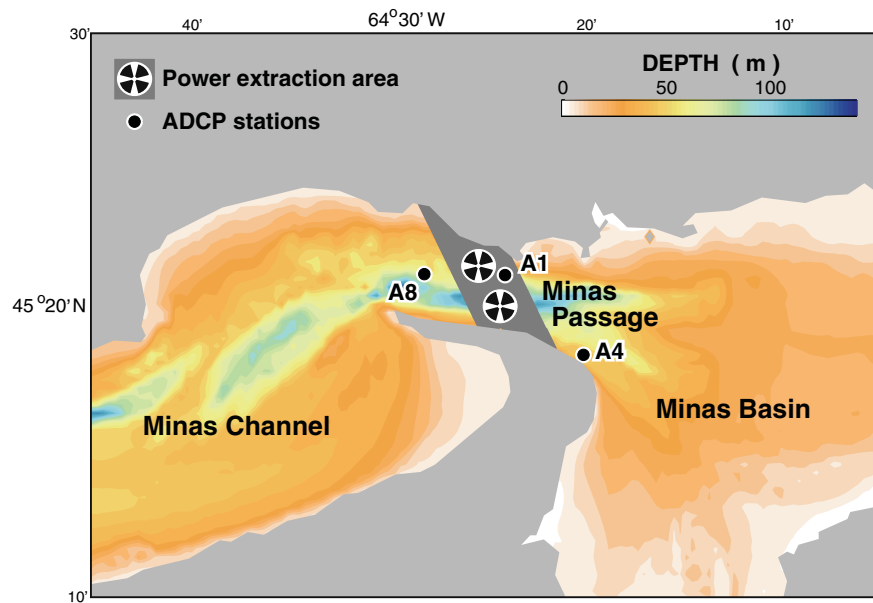 40'
64°30' W
20'
10'
30'
Power extraction area
ADCP stations
DEPTH ( m )
0
50
100
A1
A8
45°20'N
Minas
Passage
A4
Minas Basin
Minas Channel
10'